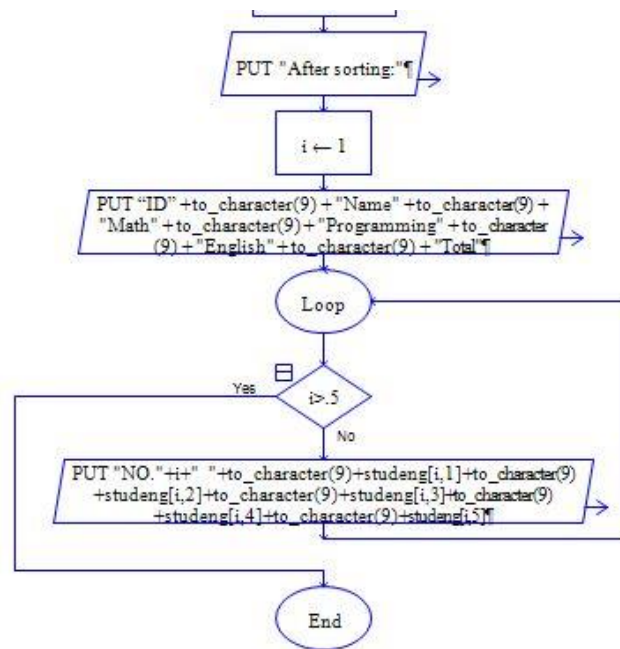 PUT "After sorting:"¶
i ← 1
PUT “ID” +to_character(9) + "Name" +to_character(9) +
"Math" + to_character(9) + "Programming" + to_character
(9) + "English" + to_character(9) + "Total"¶
Loop
Yes
i>.5
No
PUT "NO."+i+"  "+to_character(9)+studeng[i,1]+to_character(9)
+studeng[i,2]+to_character(9)+studeng[i,3]+to_character(9)
+studeng[i,4]+to_character(9)+studeng[i,5]¶
End